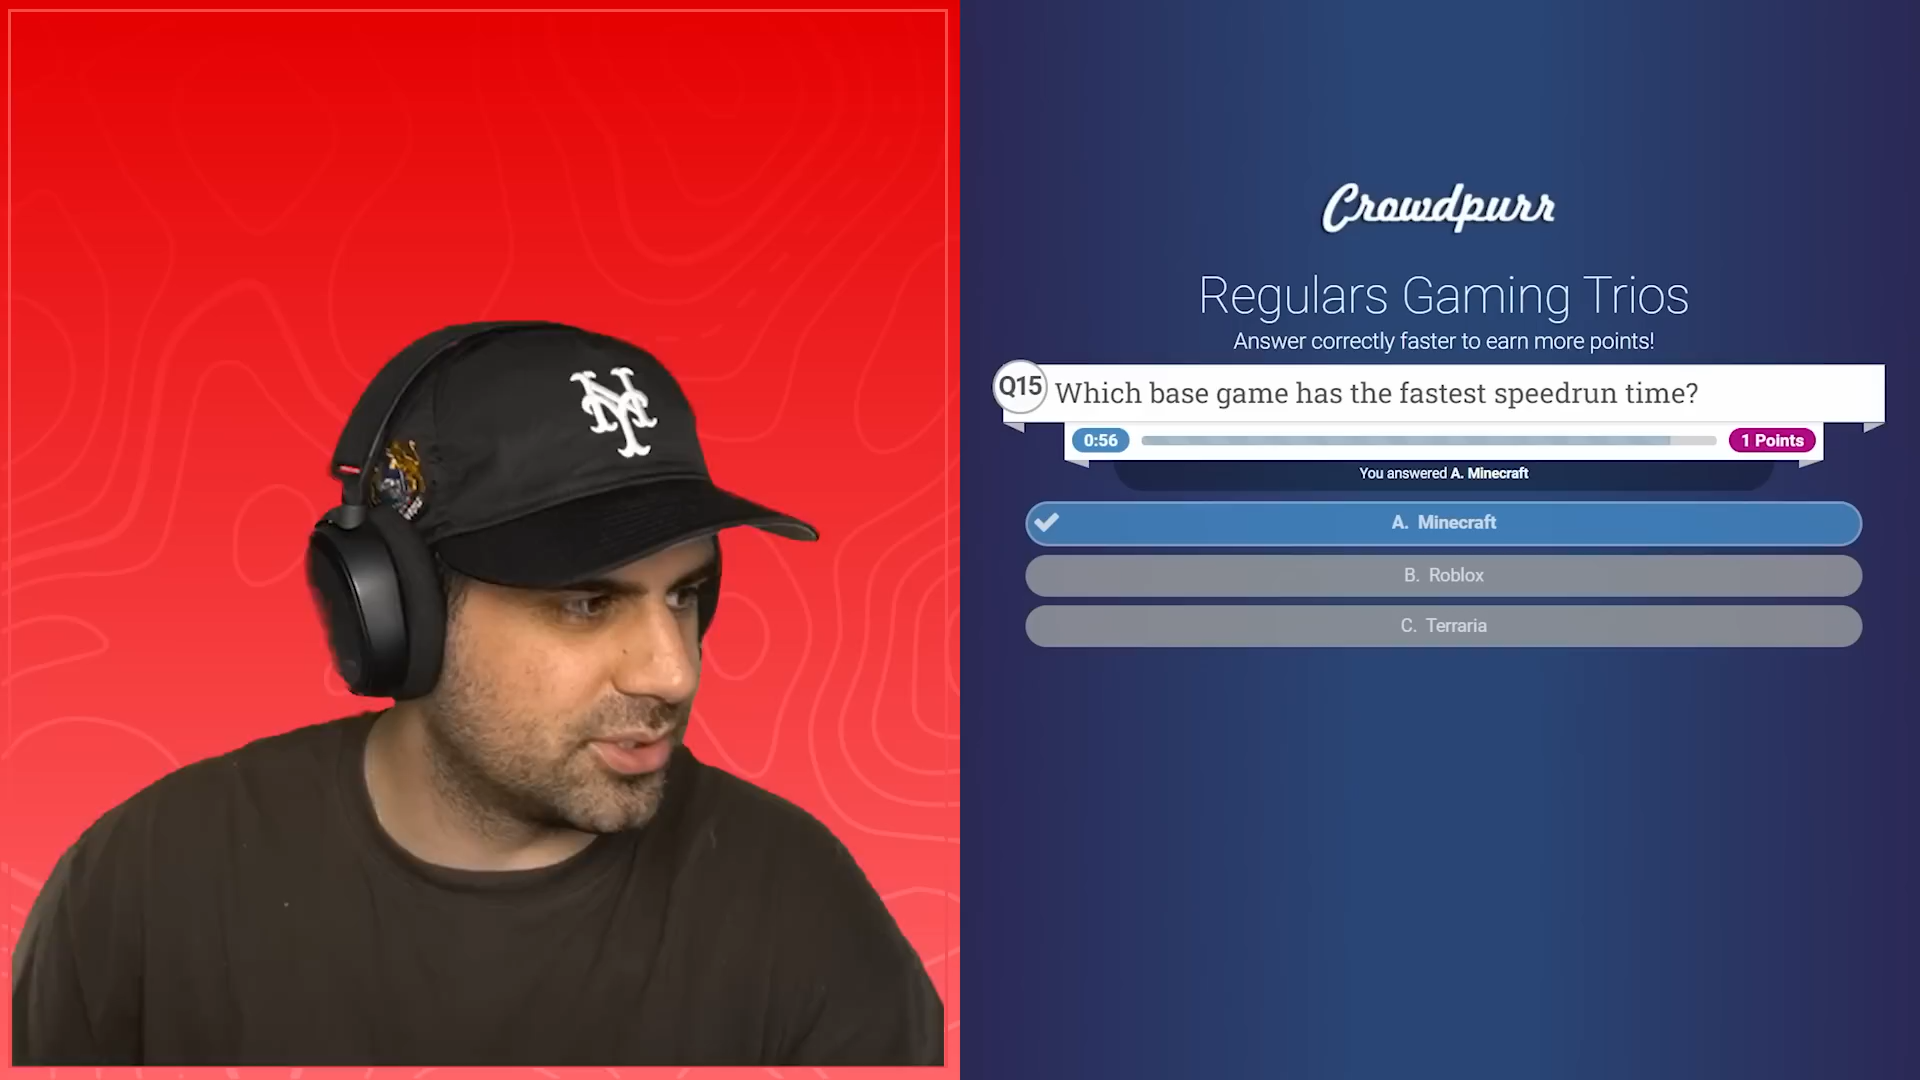 NY
Crowdpurr
Regulars Gaming Trios
Answer correctly faster to earn more points!
Q15 Which base game has the fastest speedrun time?
0:56 1 Points
You answered A. Minecraft
A. Minecraft
B. Roblox
C. Terraria